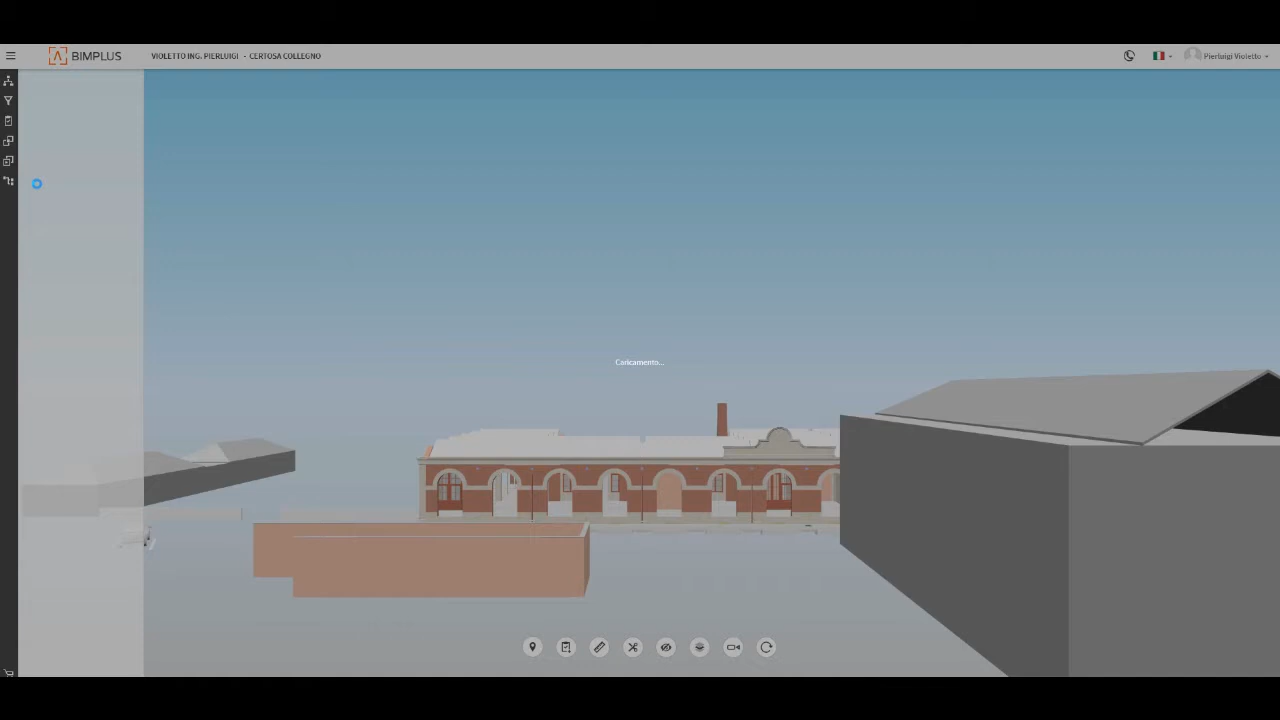 BIMPLUS
VIOLETTO ING. PIERLUIGI - CERTOSA COLLEGNO
Pierluigi Violetto
Caricamento...